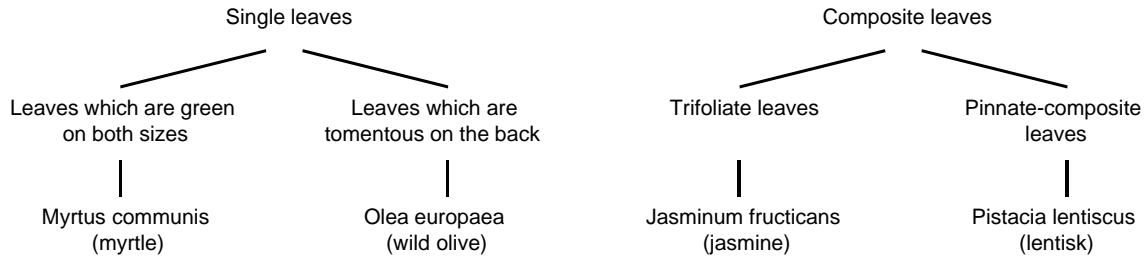 Single leaves
Composite leaves
Leaves which are green
on both sizes
Leaves which are
tomentous on the back
Trifoliate leaves
Pinnate-composite
leaves
Myrtus communis
(myrtle)
Olea europaea
(wild olive)
Jasminum fructicans
(jasmine)
Pistacia lentiscus
(lentisk)